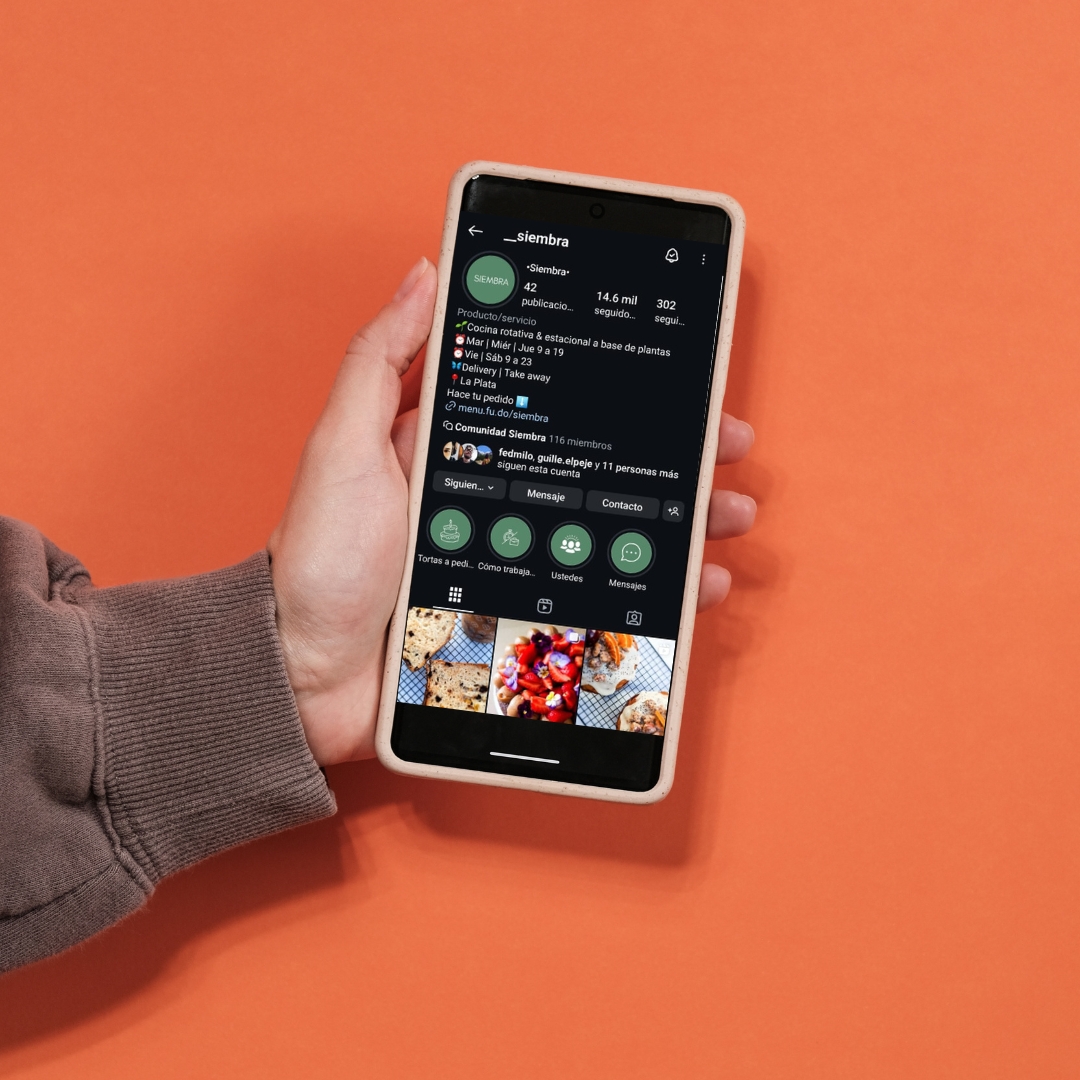 __siembra
SIEMBRA
•Siembra•
42
publicacio...
14.6 mil
seguido...
302
segui...
Producto/servicio
🌱Cocina rotativa & estacional a base de plantas
⏰Mar | Miér | Jue 9 a 19
⏰Vie | Sáb 9 a 23
🦋Delivery | Take away
📍La Plata
Hace tu pedido ⬇️
menu.fu.do/siembra
Comunidad Siembra 116 miembros
fedmilo, guille.elpeje y 11 personas más
siguen esta cuenta
Siguien...
Mensaje
Contacto
Tortas a pedi...
Cómo trabaja...
Ustedes
Mensajes